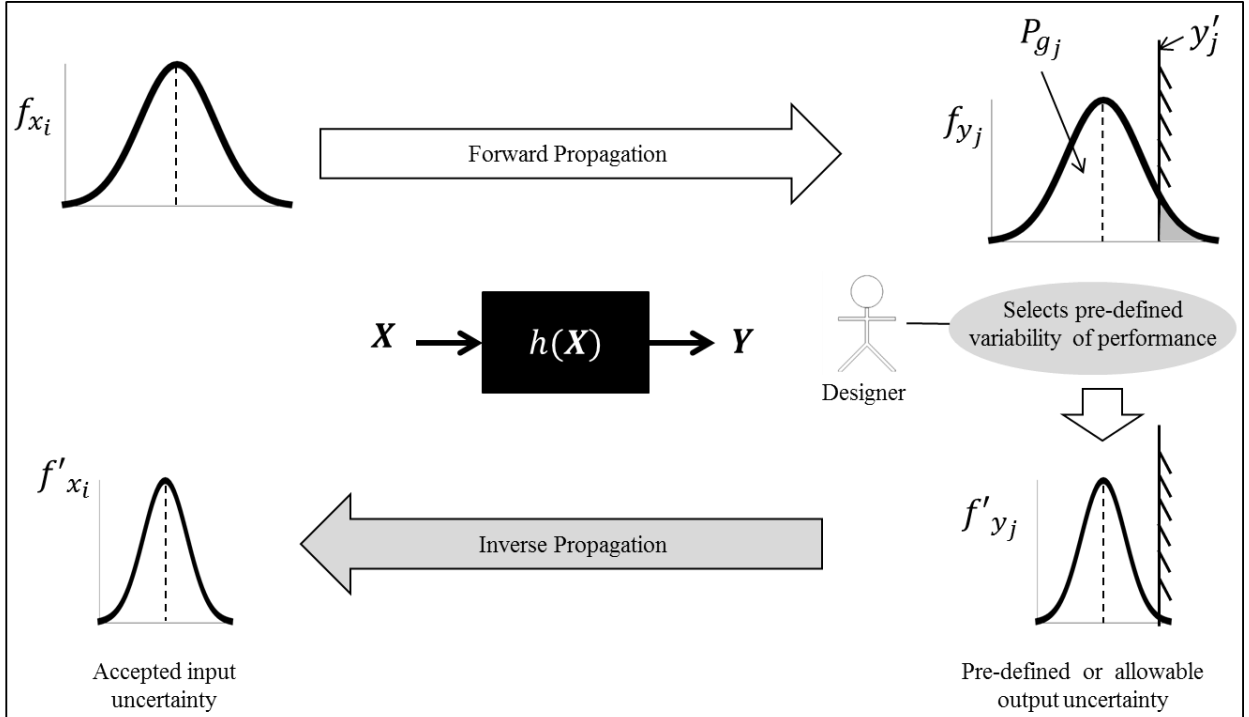 P_{g_j}
y'_j
f_{x_i}
Forward Propagation
f_{y_j}
X
h(X)
Y
Selects pre-defined
variability of performance
Designer
f'_{x_i}
Inverse Propagation
f'_{y_j}
Accepted input
uncertainty
Pre-defined or allowable
output uncertainty